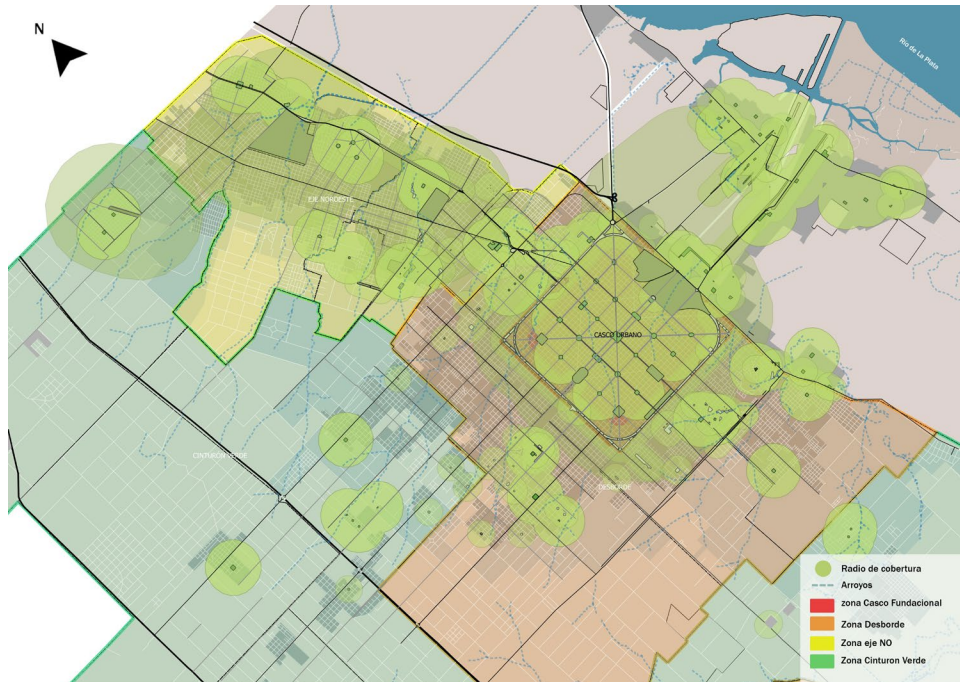 N
Río de La Plata
EJE NOROESTE
CASCO URBANO
CINTURON VERDE
DESBORDE
Radio de cobertura
Arroyos
zona Casco Fundacional
Zona Desborde
Zona eje NO
Zona Cinturon Verde